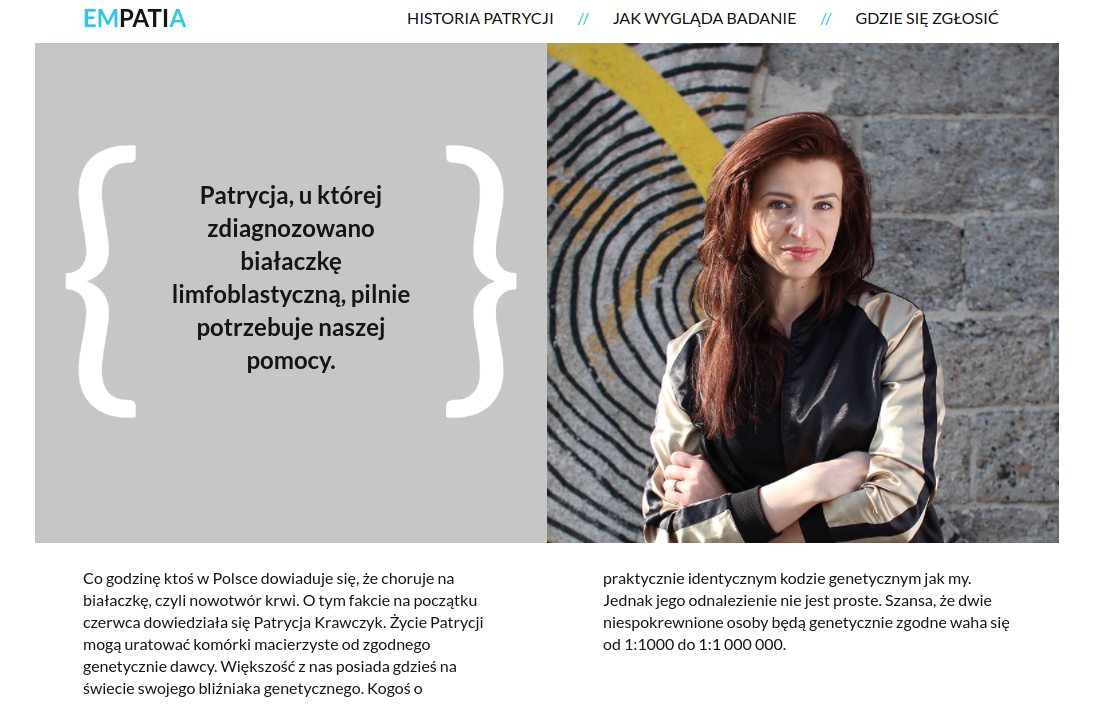 EMPATIA
HISTORIA PATRYCJI // JAK WYGLĄDA BADANIE // GDZIE SIĘ ZGŁOSIĆ
Patrycja, u której
zdiagnozowano
białaczkę
limfoblastyczną, pilnie
potrzebuje naszej
pomocy.
Co godzinę ktoś w Polsce dowiaduje się, że choruje na
białaczkę, czyli nowotwór krwi. O tym fakcie na początku
czerwca dowiedziała się Patrycja Krawczyk. Życie Patrycji
mogą uratować komórki macierzyste od zgodnego
genetycznie dawcy. Większość z nas posiada gdzieś na
świecie swojego bliźniaka genetycznego. Kogoś o
praktycznie identycznym kodzie genetycznym jak my.
Jednak jego odnalezienie nie jest proste. Szansa, że dwie
niespokrewnione osoby będą genetycznie zgodne waha się
od 1:1000 do 1:1 000 000.